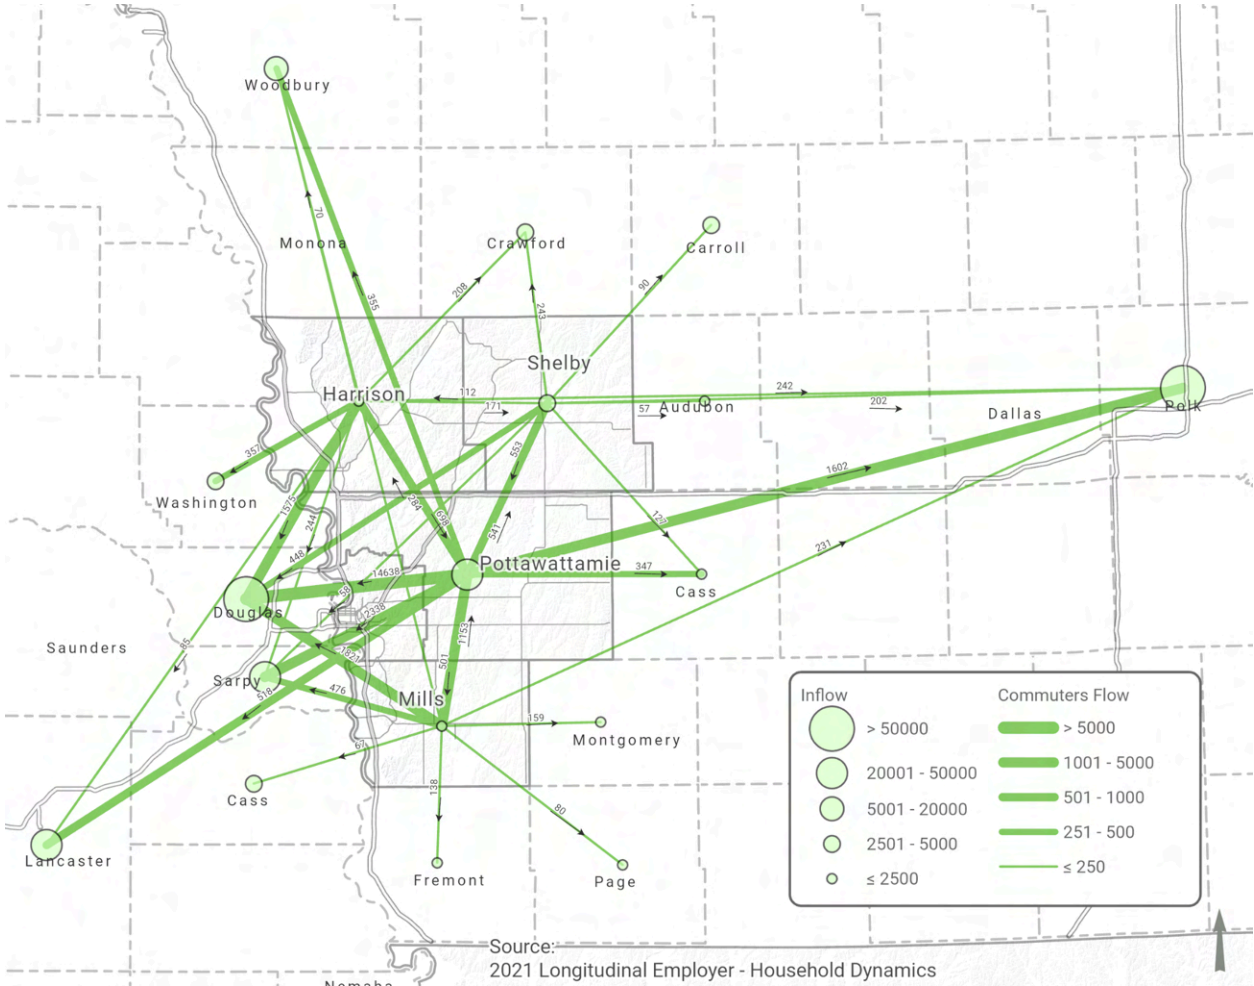 Woodbury
70
Monona
Crawford
Carroll
208
243
90
355
Shelby
Harrison
112
171
242
202
57
Audubon
Dallas
Polk
357
Washington
1575
244
284
698
553
541
127
1602
448
14638
Pottawattamie
347
Cass
231
58
12338
Douglas
Saunders
85
1821
1153
501
Sarpy
518
476
Mills
159
Montgomery
67
Cass
138
80
Lancaster
Fremont
Page
Inflow
> 50000
20001 - 50000
5001 - 20000
2501 - 5000
≤ 2500
Commuters Flow
> 5000
1001 - 5000
501 - 1000
251 - 500
≤ 250
Source:
2021 Longitudinal Employer - Household Dynamics
Nemaha